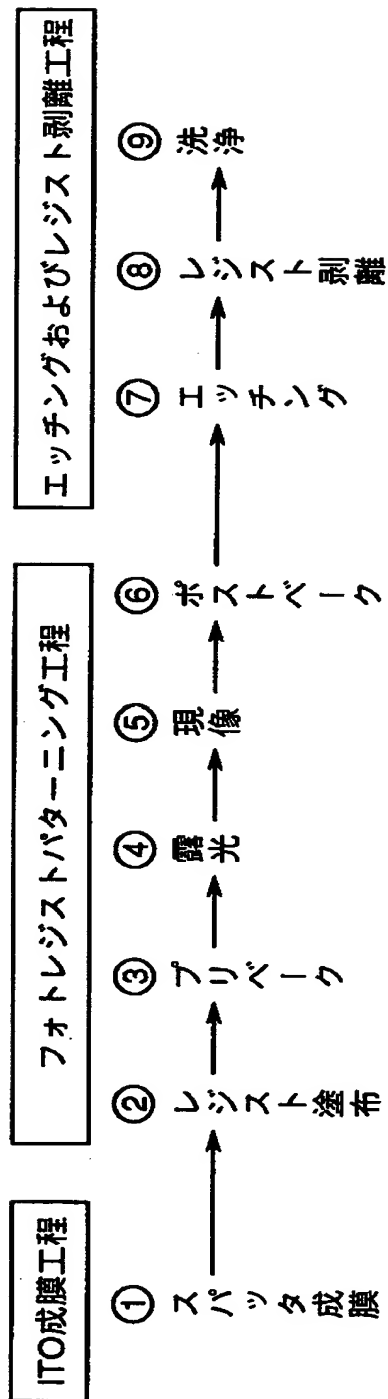 ITO成膜工程
① スパッタ成膜
フォトレジストパターニング工程
② レジスト塗布
③ プリベーク
④ 露光
⑤ 現像
⑥ ポストベーク
エッチングおよびレジスト剥離工程
⑦ エッチング
⑧ レジスト剥離
⑨ 洗浄